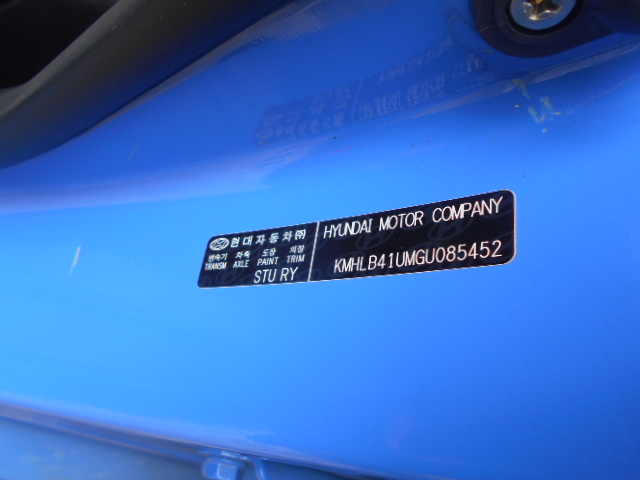 현대자동차㈜
변속기 차축 도장 의장
TRANSM AXLE PAINT TRIM
STU RY
HYUNDAI MOTOR COMPANY
KMHLB41UMGU085452